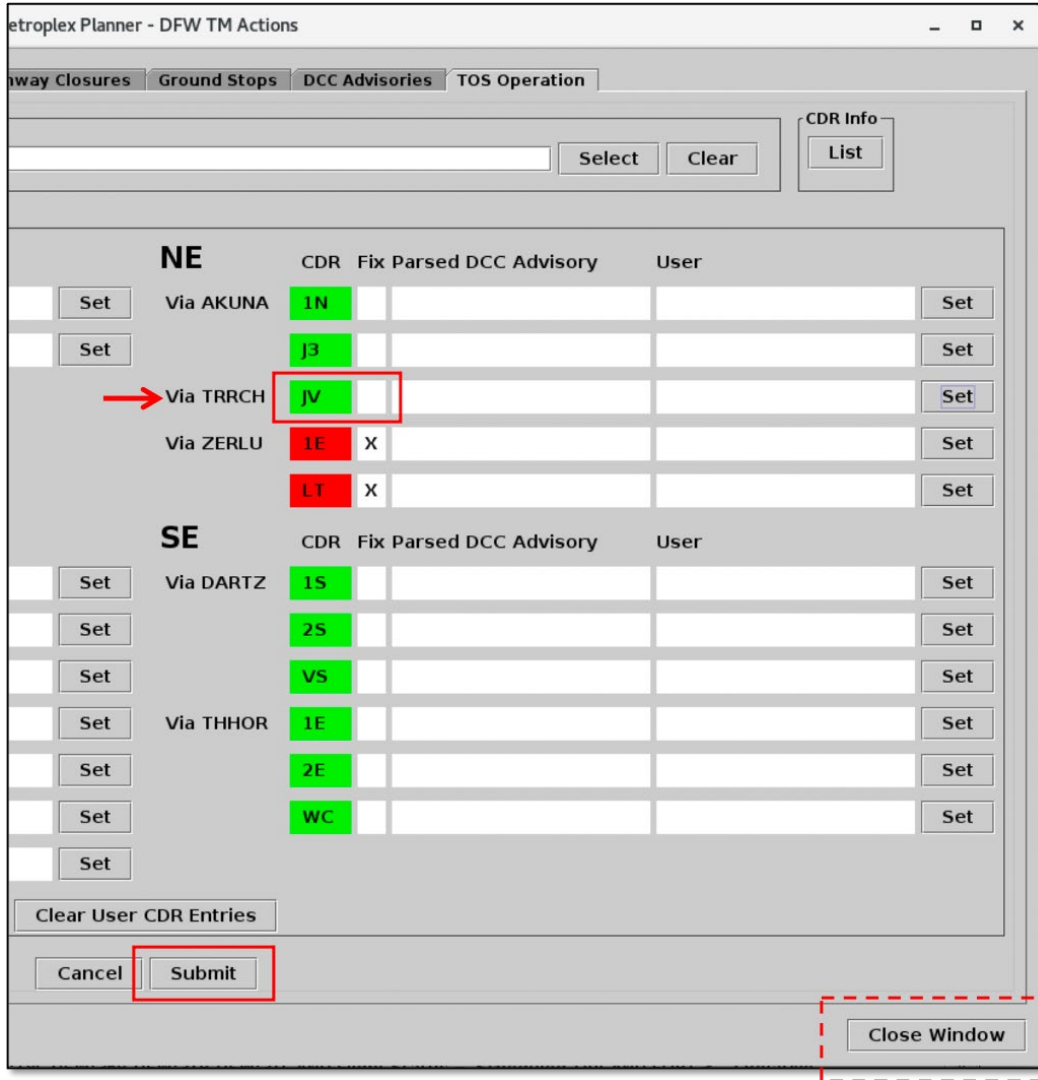 etroplex Planner - DFW TM Actions
way Closures Ground Stops DCC Advisories TOS Operation
CDR Info
Select Clear List
NE CDR Fix Parsed DCC Advisory User
Set Via AKUNA 1N Set
Set J3 Set
Via TRRCH JV Set
Via ZERLU 1E X Set
LT X Set
SE CDR Fix Parsed DCC Advisory User
Set Via DARTZ 1S Set
Set 2S Set
Set VS Set
Set Via THHOR 1E Set
Set 2E Set
Set WC Set
Set
Clear User CDR Entries
Cancel Submit
Close Window